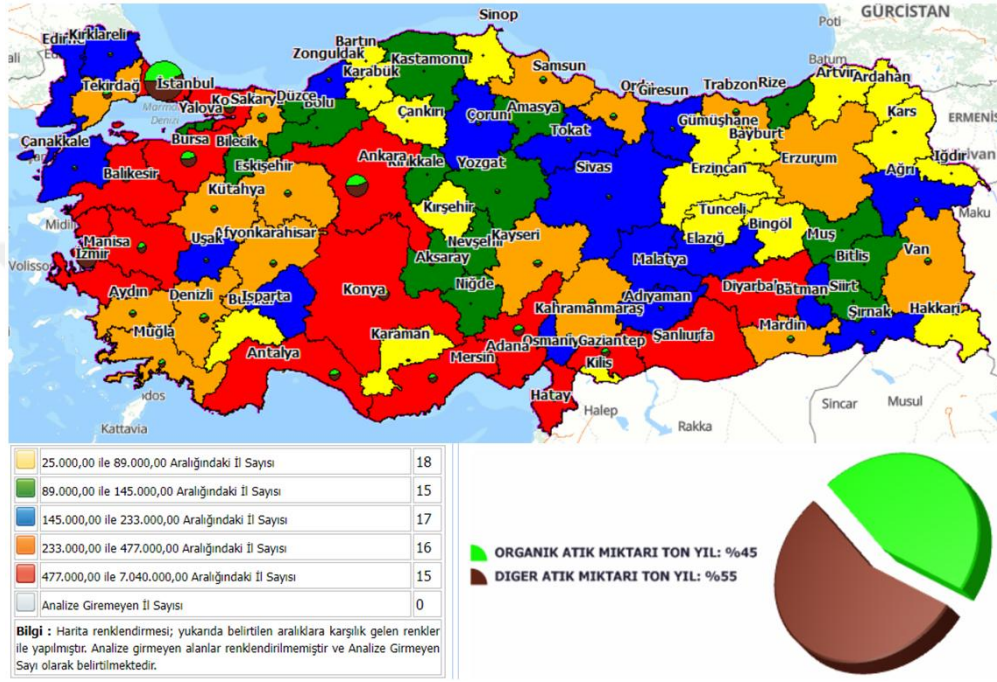 GÜRCİSTAN
Sinop
Poti
Kırklareli
Bartın
Zonguldak
Kastamonu
Batum
Karabük
Samsun
Artvin
Tekirdağ
İstanbul
Giresun
Trabzon
Rize
Ardahan
Yalova
Sakarya
Düzce
Bolu
Çankırı
Çorum
Amasya
Tokat
Gümüşhane
Bayburt
Kars
ERMENİS
Çanakkale
Bursa
Bilecik
Ankara
Yozgat
Sivas
Erzincan
Erzurum
Iğdır
Ağrı
Balıkesir
Eskişehir
Kütahya
Kırşehir
Tunceli
Bingöl
Muş
Maku
Midil
Manisa
İzmir
Uşak
Afyonkarahisar
Nevşehir
Kayseri
Elazığ
Malatya
Bitlis
Van
Aksaray
Volisso
Aydın
Denizli
Isparta
Konya
Niğde
Adıyaman
Diyarbak
Batman
Siirt
Hakkari
Şırnak
Kahramanmaraş
Muğla
Karaman
Adana
Osmaniy
Gaziantep
Şanlıurfa
Mardin
Antalya
Mersin
Kilis
Hatay
Halep
Rakka
Sincar
Musul
Kattavia
25.000,00 ile 89.000,00 Aralığındaki İl Sayısı 18
89.000,00 ile 145.000,00 Aralığındaki İl Sayısı 15
145.000,00 ile 233.000,00 Aralığındaki İl Sayısı 17
233.000,00 ile 477.000,00 Aralığındaki İl Sayısı 16
477.000,00 ile 7.040.000,00 Aralığındaki İl Sayısı 15
Analize Giremeyen İl Sayısı 0
Bilgi : Harita renklendirmesi; yukarıda belirtilen aralıklara karşılık gelen renkler
ile yapılmıştır. Analize girmeyen alanlar renklendirilmemiştir ve Analize Girmeyen
Sayı olarak belirtilmektedir.
ORGANIK ATIK MIKTARI TON YIL: %45
DIGER ATIK MIKTARI TON YIL: %55